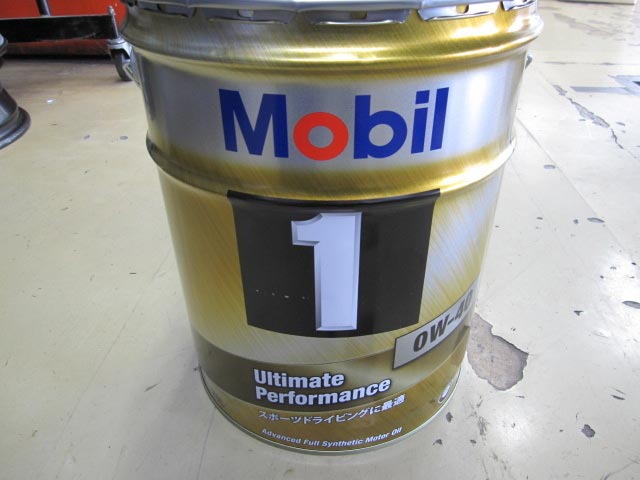 Mobil
1
0W-40
Ultimate
Performance
スポーツドライビングに最適
Advanced Full Synthetic Motor Oil